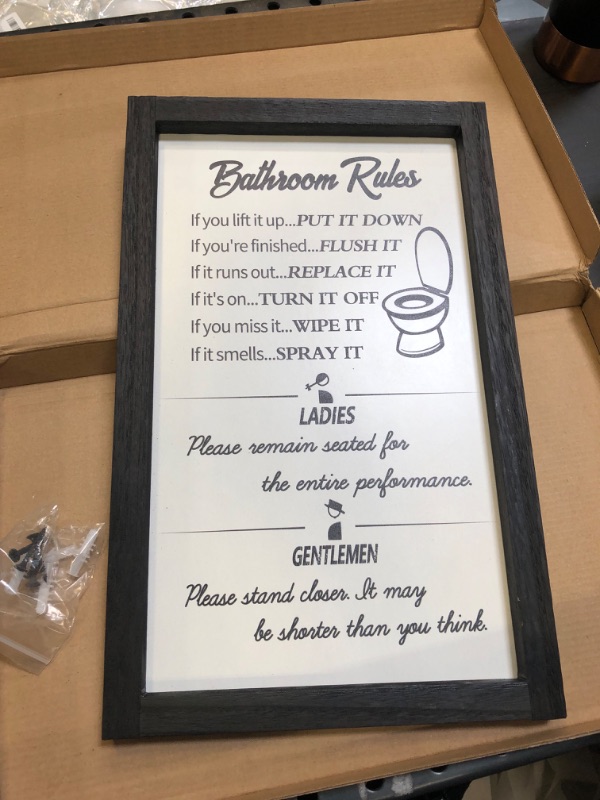 Bathroom Rules
If you lift it up...PUT IT DOWN
If you're finished...FLUSH IT
If it runs out...REPLACE IT
If it's on...TURN IT OFF
If you miss it...WIPE IT
If it smells...SPRAY IT
LADIES
Please remain seated for
the entire performance.
GENTLEMEN
Please stand closer. It may
be shorter than you think.